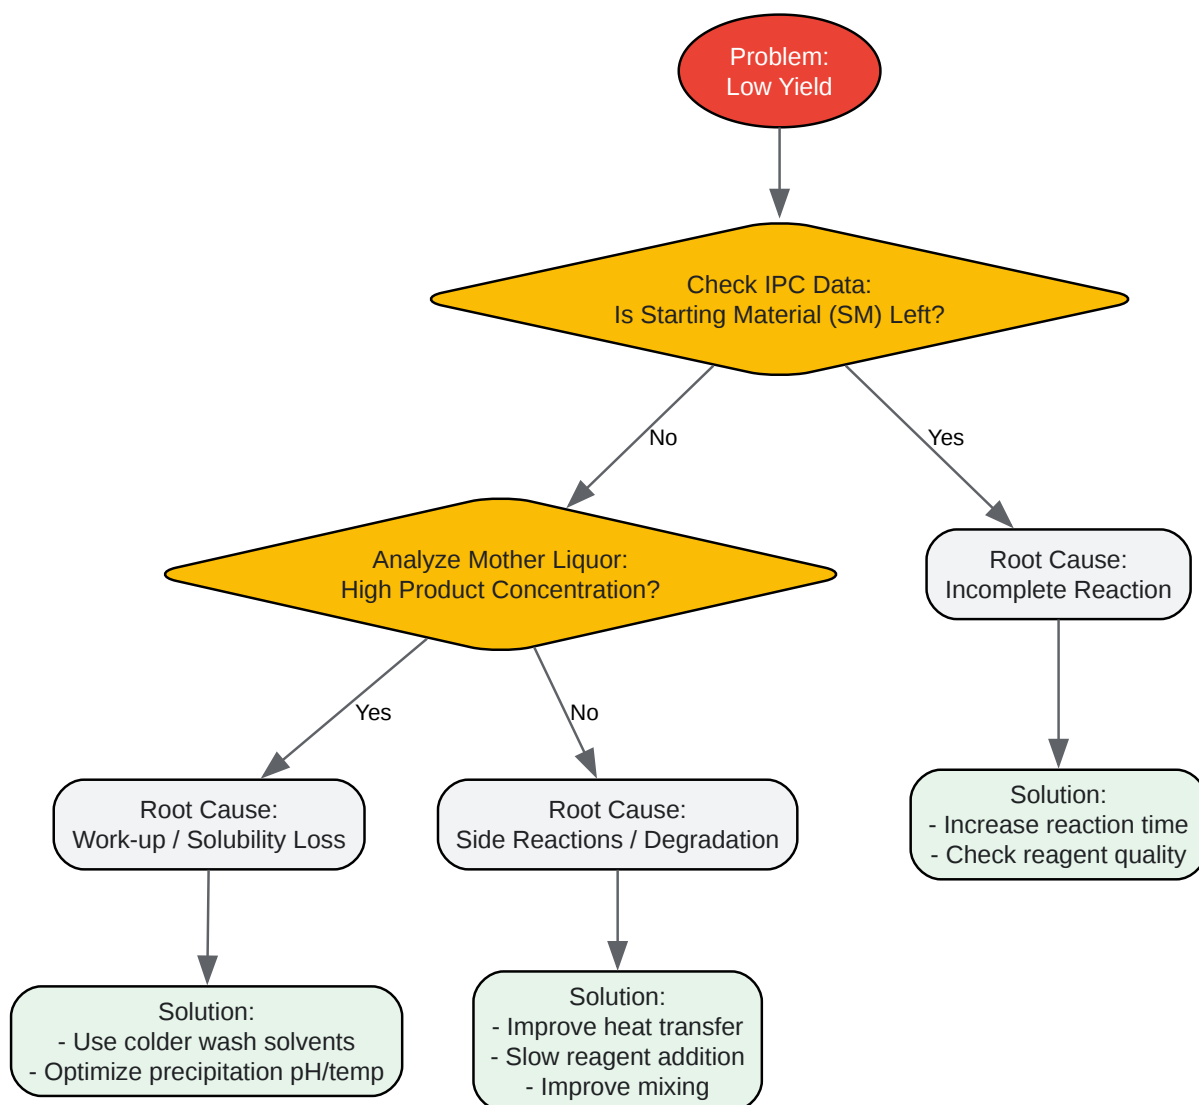 Problem:
Low Yield
Check IPC Data:
Is Starting Material (SM) Left?
No
Yes
Analyze Mother Liquor:
High Product Concentration?
Root Cause:
Incomplete Reaction
Yes
No
Root Cause:
Work-up / Solubility Loss
Root Cause:
Side Reactions / Degradation
Solution:
- Increase reaction time
- Check reagent quality
Solution:
- Use colder wash solvents
- Optimize precipitation pH/temp
Solution:
- Improve heat transfer
- Slow reagent addition
- Improve mixing